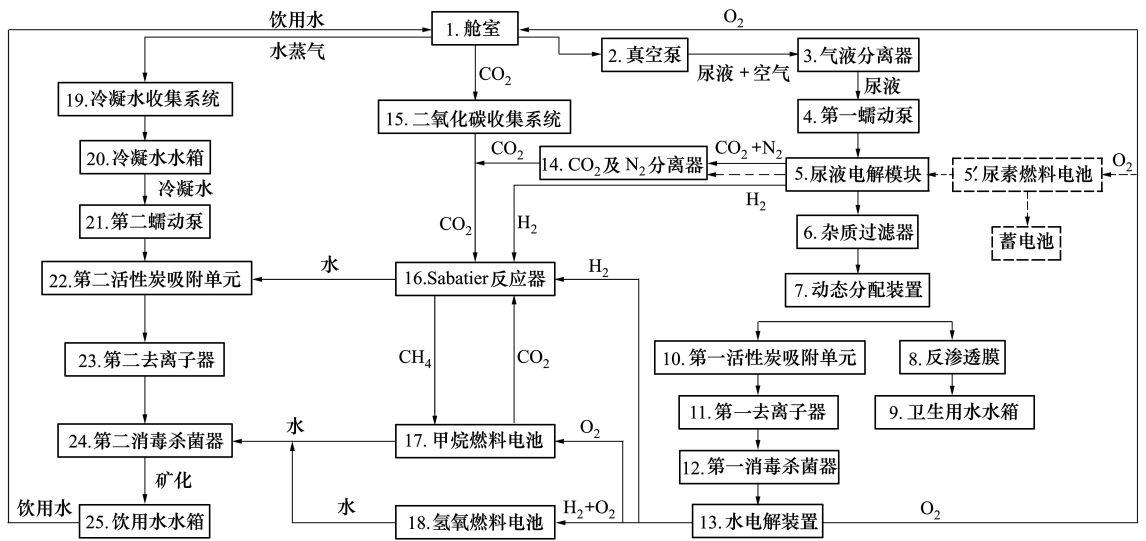 饮用水
1. 舱室
O₂
水蒸气
2. 真空泵
尿液 + 空气
3. 气液分离器
尿液
CO₂
19. 冷凝水收集系统
15. 二氧化碳收集系统
4. 第一蠕动泵
20. 冷凝水水箱
CO₂
14. CO₂及N₂分离器
CO₂+N₂
5. 尿液电解模块
5′. 尿素燃料电池
O₂
冷凝水
H₂
21. 第二蠕动泵
CO₂
H₂
6. 杂质过滤器
蓄电池
22. 第二活性炭吸附单元
水
16. Sabatier反应器
H₂
7. 动态分配装置
23. 第二去离子器
CH₄
CO₂
10. 第一活性炭吸附单元
8. 反渗透膜
11. 第一去离子器
9. 卫生用水水箱
24. 第二消毒杀菌器
水
17. 甲烷燃料电池
O₂
12. 第一消毒杀菌器
矿化
饮用水
25. 饮用水水箱
水
18. 氢氧燃料电池
H₂+O₂
13. 水电解装置
O₂